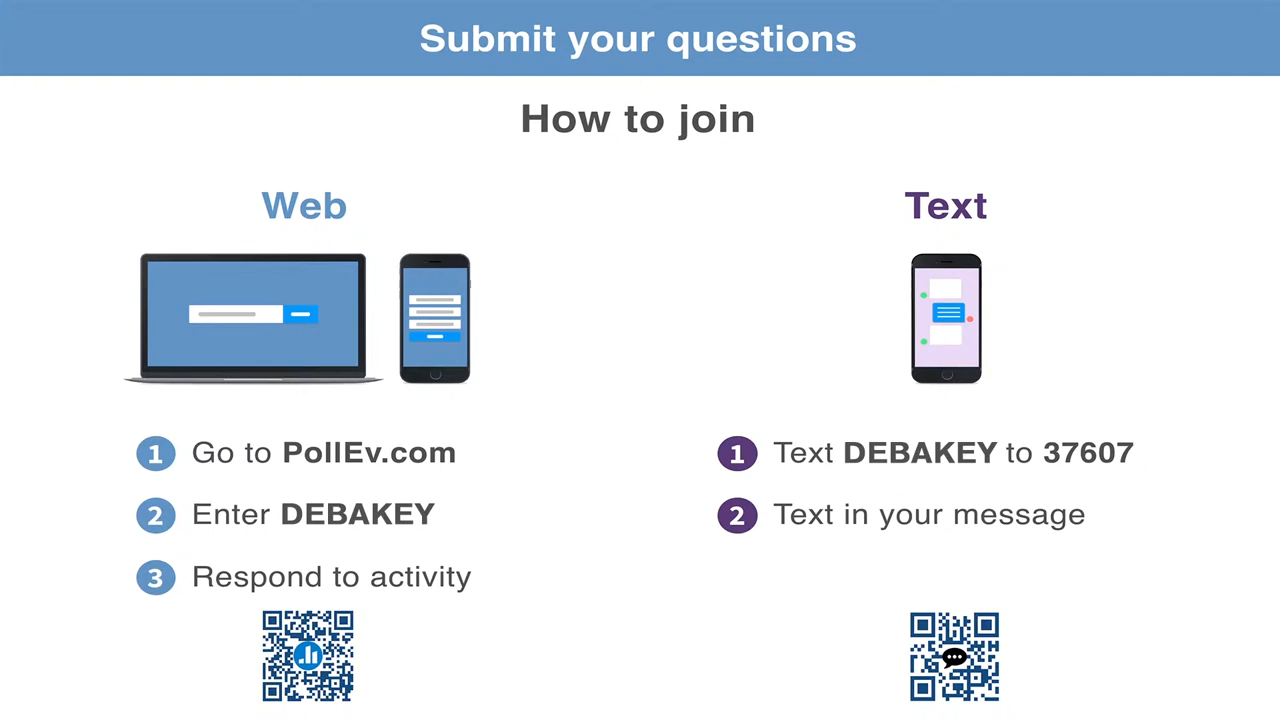 Submit your questions
How to join
Web
1 Go to PollEv.com
2 Enter DEBAKEY
3 Respond to activity
Text
1 Text DEBAKEY to 37607
2 Text in your message